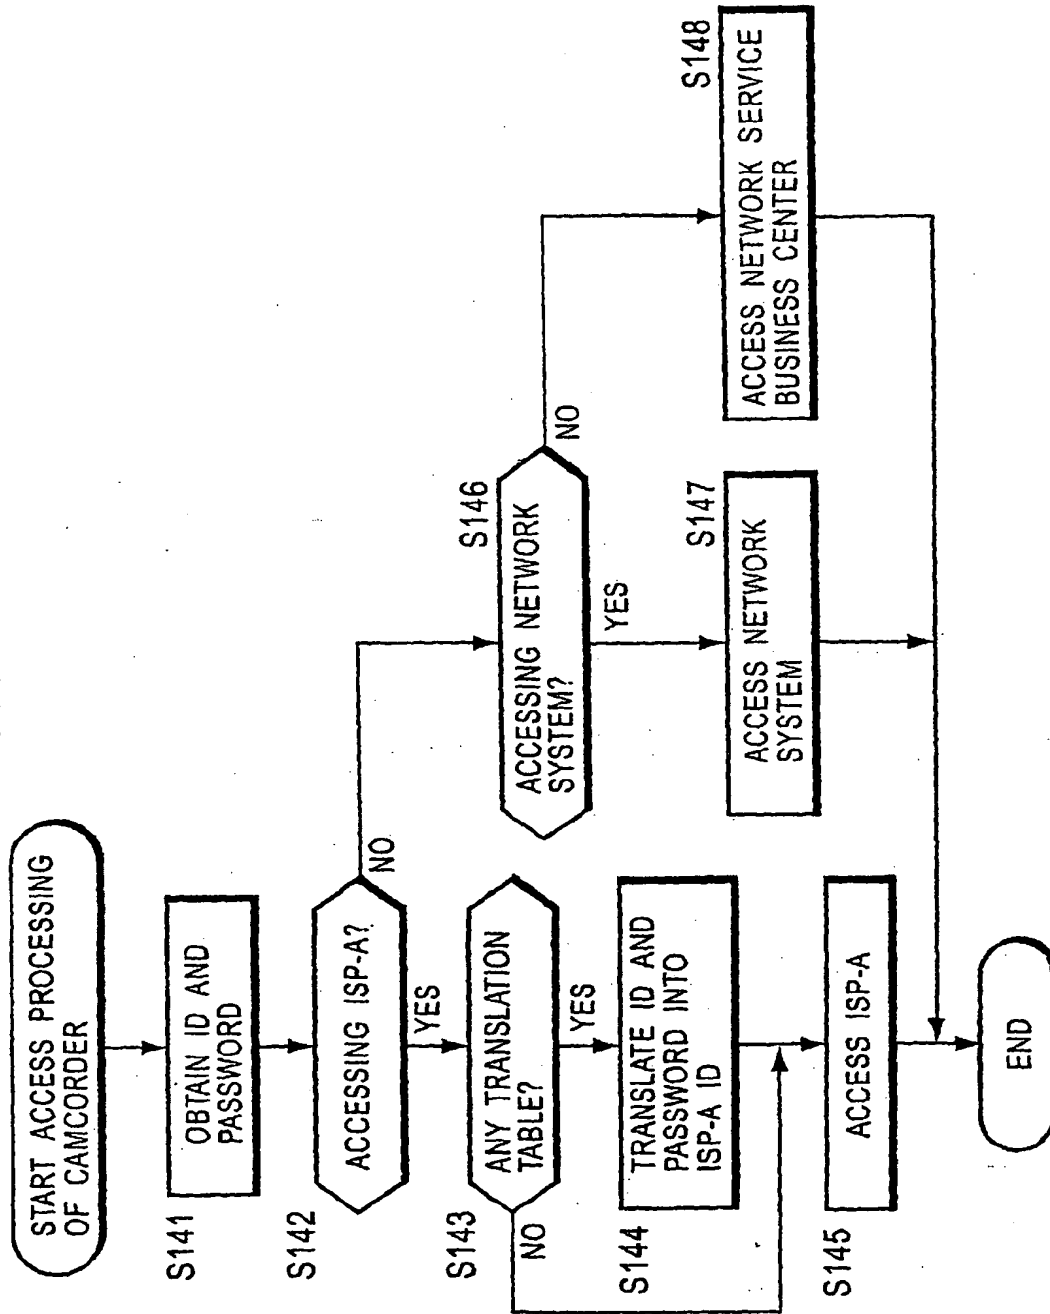 START ACCESS PROCESSING
OF CAMCORDER
S141
OBTAIN ID AND
PASSWORD
S142
ACCESSING ISP-A?
NO
YES
S143
ANY TRANSLATION
TABLE?
NO
YES
S144
TRANSLATE ID AND
PASSWORD INTO
ISP-A ID
S145
ACCESS ISP-A
S146
ACCESSING NETWORK
SYSTEM?
NO
YES
S147
ACCESS NETWORK
SYSTEM
S148
ACCESS NETWORK SERVICE
BUSINESS CENTER
END